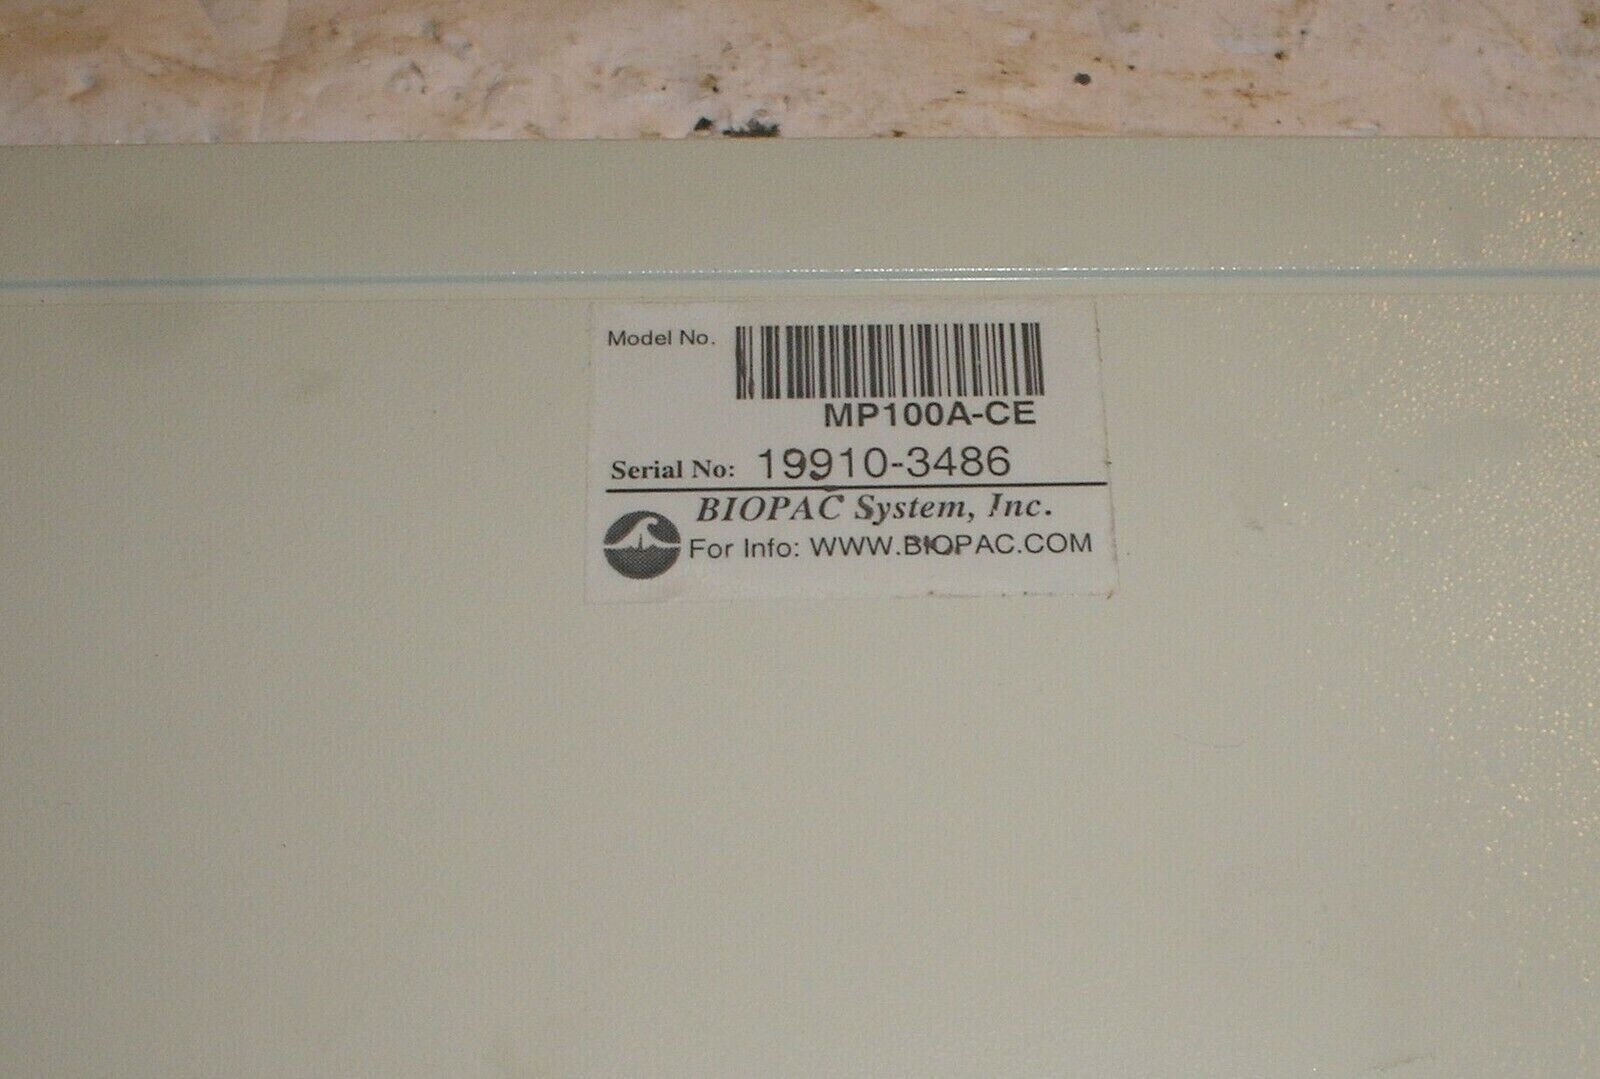 Model No.
MP100A-CE
Serial No: 19910-3486
BIOPAC System, Inc.
For Info: WWW.BIOPAC.COM